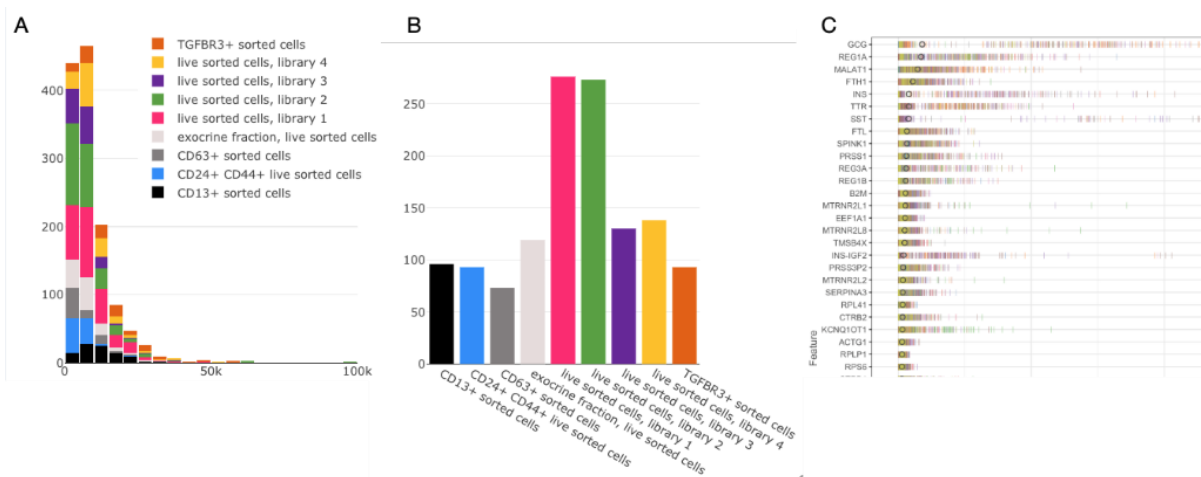 A
TGFBR3+ sorted cells
live sorted cells, library 4
live sorted cells, library 3
live sorted cells, library 2
live sorted cells, library 1
exocrine fraction, live sorted cells
CD63+ sorted cells
CD24+ CD44+ live sorted cells
CD13+ sorted cells
400
300
200
100
0
0
50k
100k
B
250
200
150
100
50
0
CD13+ sorted cells
CD24+ CD44+ live sorted cells
CD63+ sorted cells
exocrine fraction, live sorted cells
live sorted cells, library 1
live sorted cells, library 2
live sorted cells, library 3
live sorted cells, library 4
TGFBR3+ sorted cells
C
Feature
GCG
REG1A
MALAT1
FTH1
INS
TTR
SST
FTL
SPINK1
PRSS1
REG3A
REG1B
B2M
MTRNR2L1
EEF1A1
MTRNR2L8
TMSB4X
INS-IGF2
PRSS3P2
MTRNR2L2
SERPINA3
RPL41
CTRB2
KCNQ1OT1
ACTG1
RPLP1
RPS6